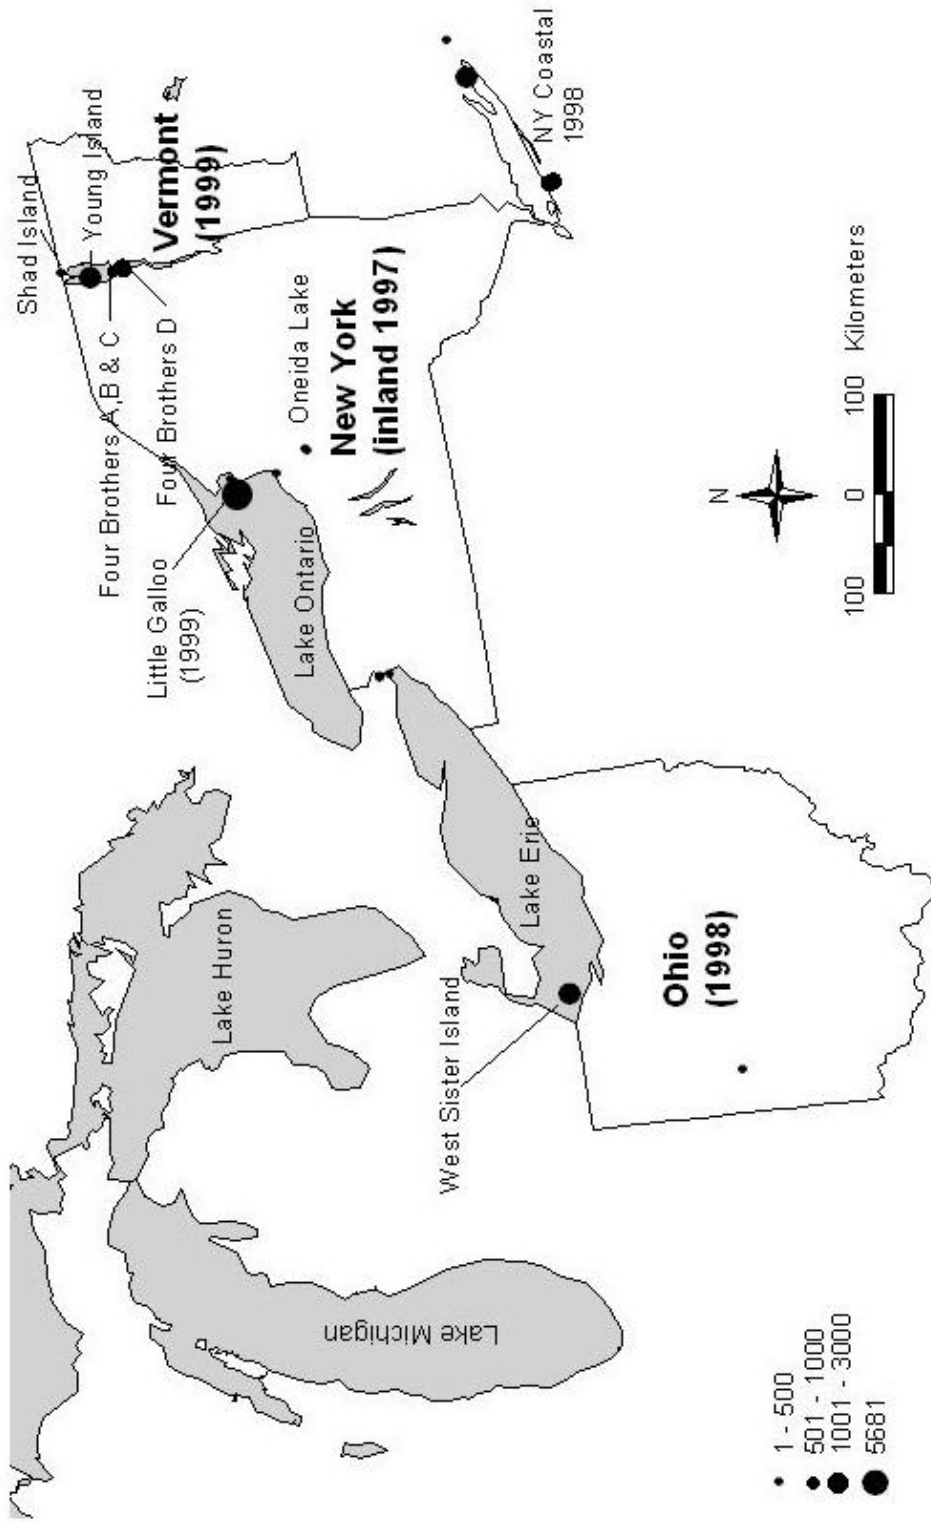 Shad Island
Young Island
Vermont
(1999)
Four Brothers A,B & C
Four Brothers D
NY Coastal
1998
Oneida Lake
New York
(inland 1997)
Little Galloo
(1999)
Lake Ontario
Lake Huron
Lake Erie
West Sister Island
Ohio
(1998)
Lake Michigan
N
100 0 100 Kilometers
1 - 500
501 - 1000
1001 - 3000
5681